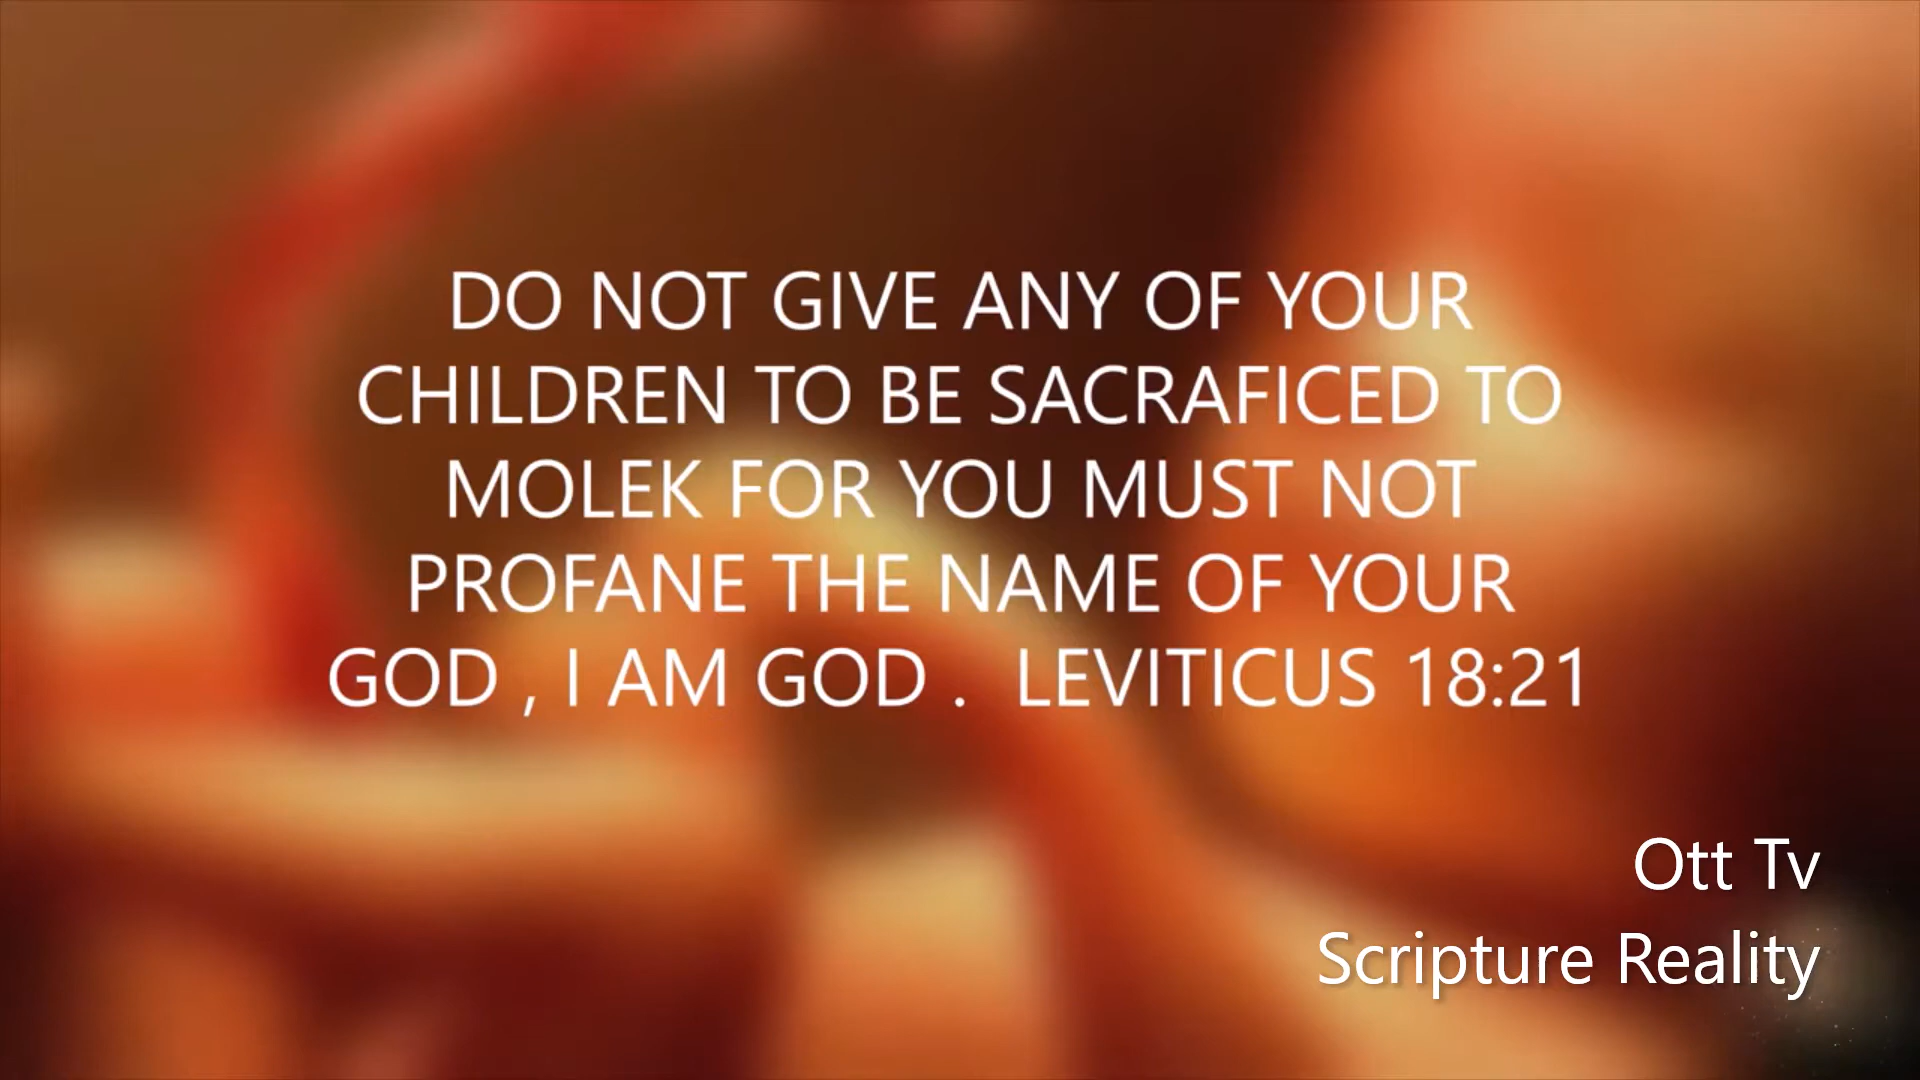 DO NOT GIVE ANY OF YOUR
CHILDREN TO BE SACRAFICED TO
MOLEK FOR YOU MUST NOT
PROFANE THE NAME OF YOUR
GOD , I AM GOD .  LEVITICUS 18:21
Ott Tv
Scripture Reality